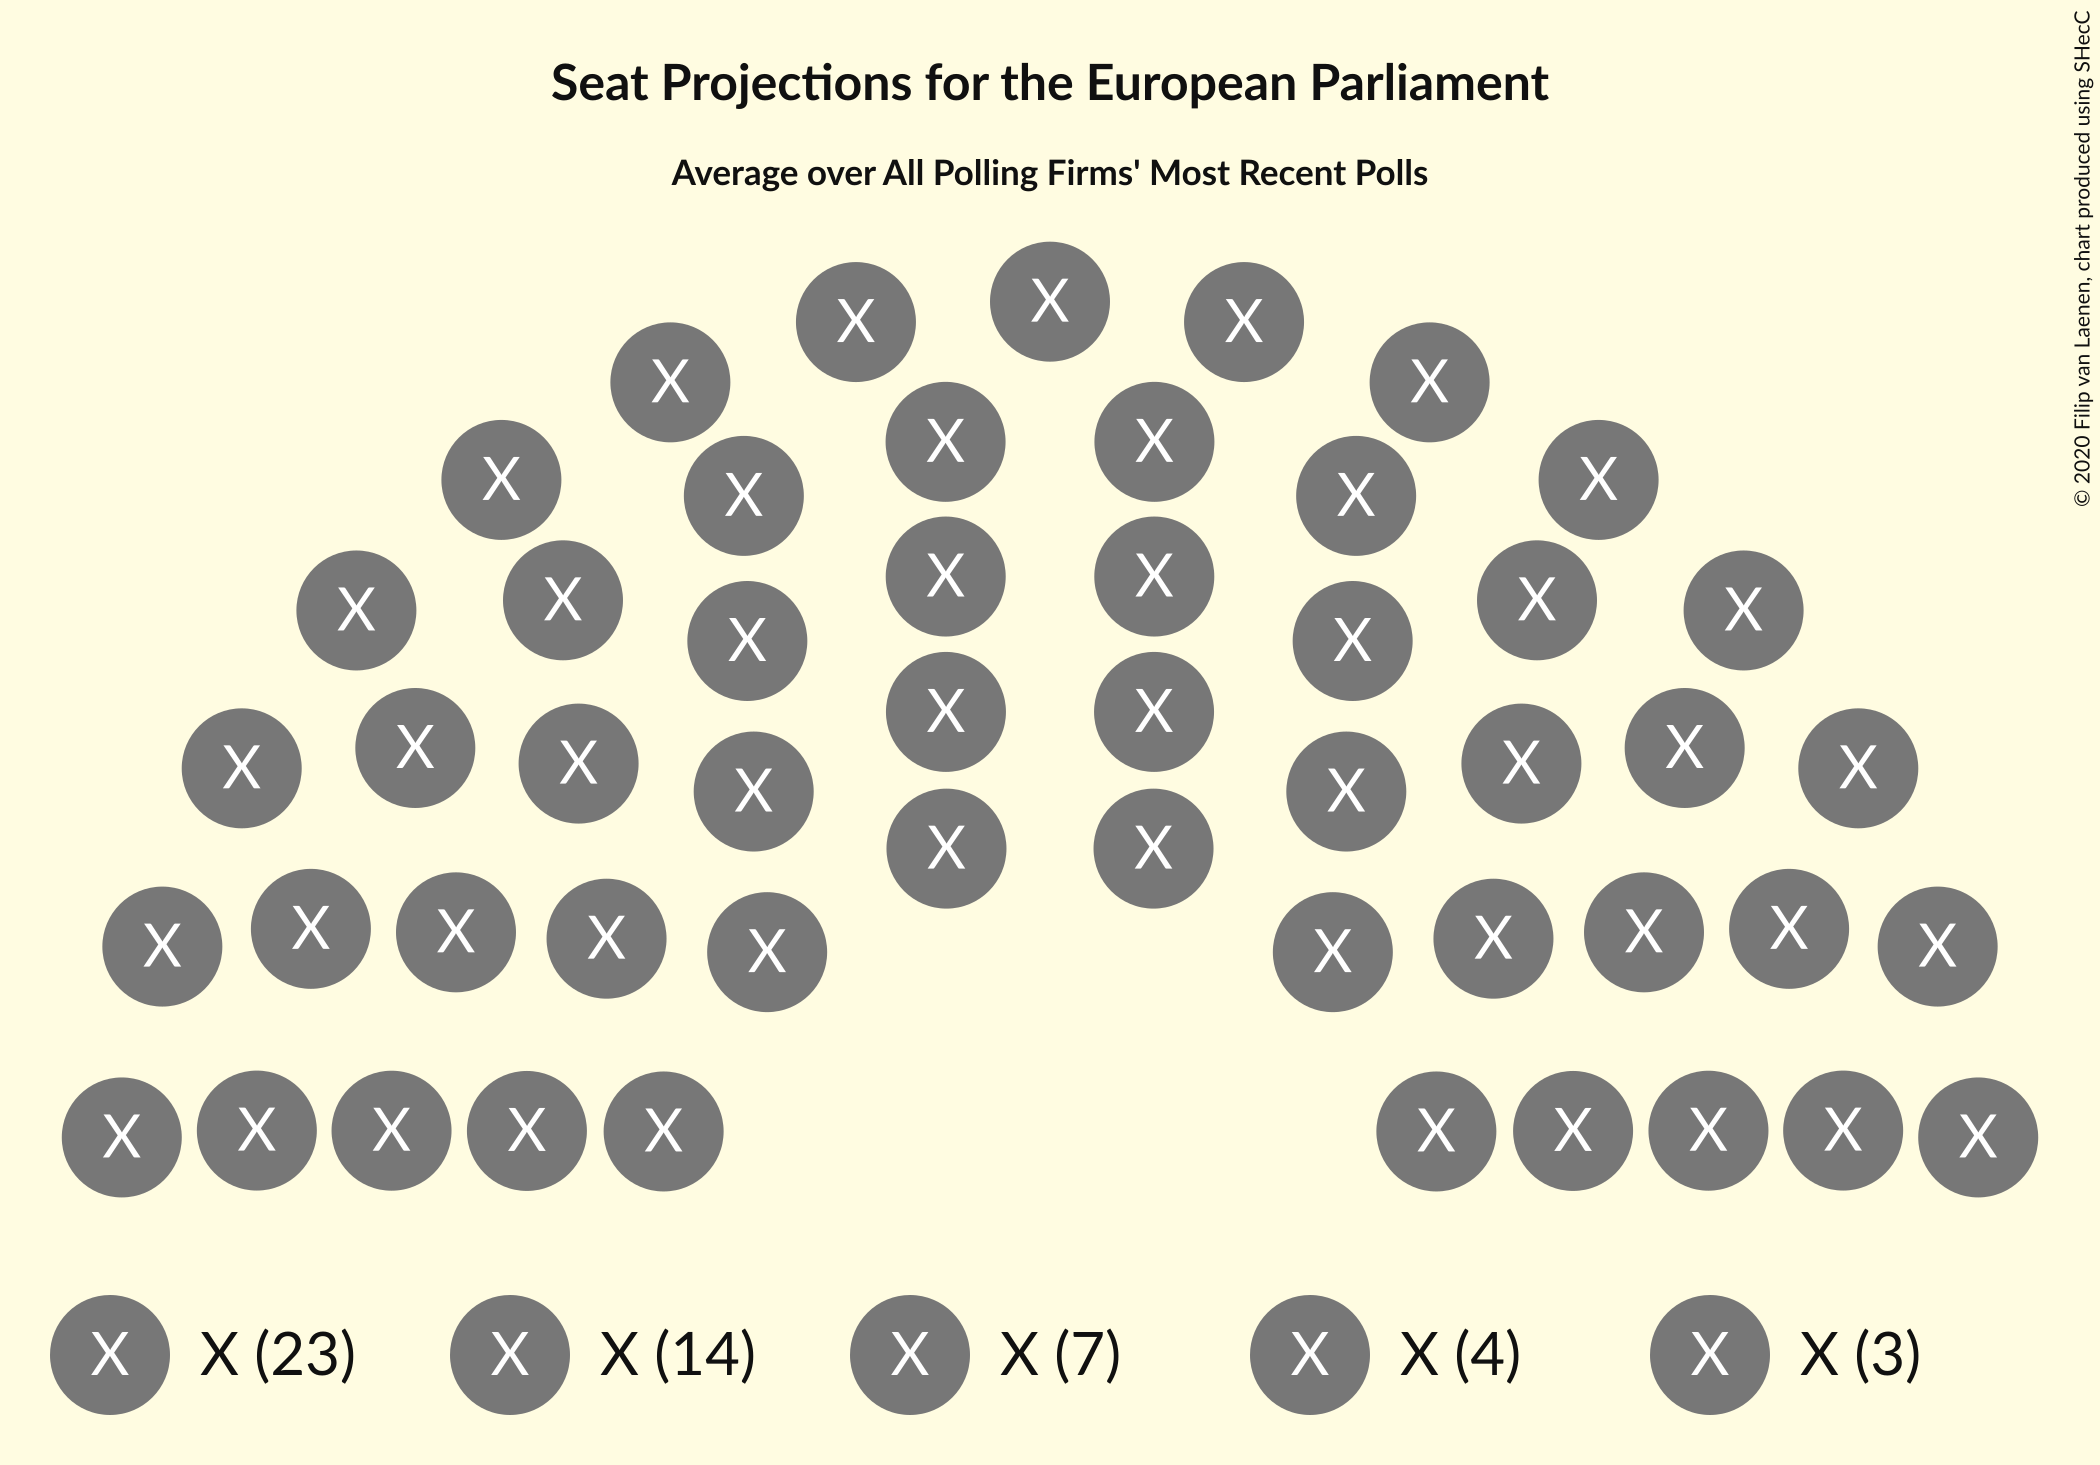 Seat Projections for the European Parliament
Average over All Polling Firms' Most Recent Polls
© 2020 Filip van Laenen, chart produced using SHecC
X X X
X X
X X
X X X X
X X X X X X
X X
X X
X X X X X X X X
X X
X X X X X X X X X X
X X X X X X X X X X
X X (23) X X (14) X X (7) X X (4) X X (3)